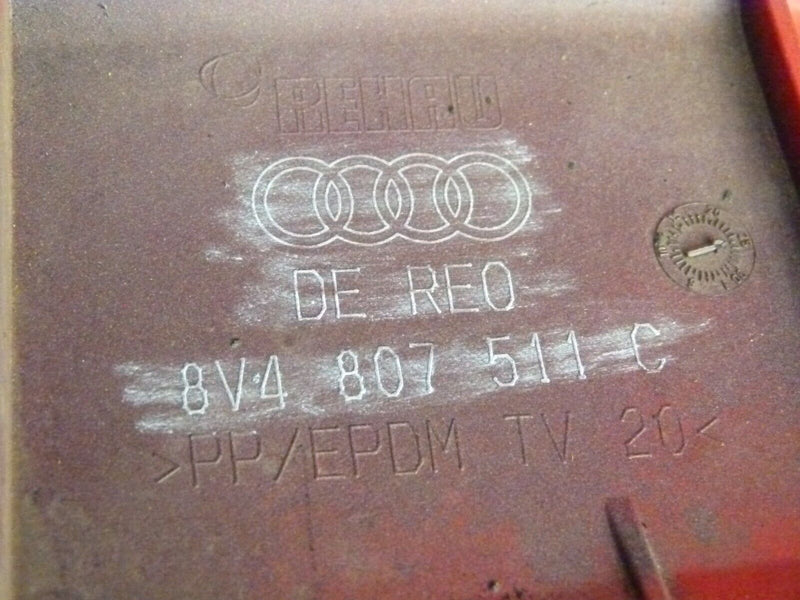 REHAU
DE REO
8V4 807 511 C
>PP/EPDM TV 20<